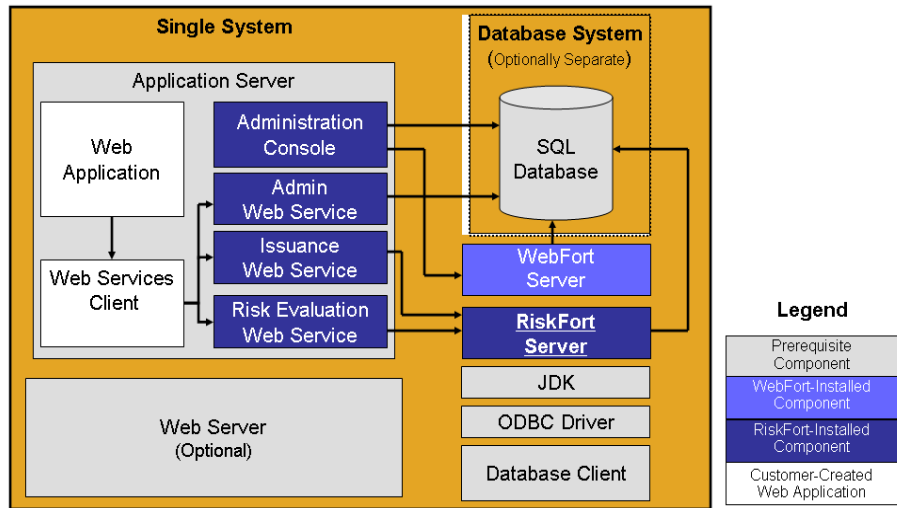 Single System
Database System
(Optionally Separate)
Application Server
Web
Application
Administration
Console
SQL
Database
Admin
Web Service
Issuance
Web Service
WebFort
Server
Web Services
Client
Risk Evaluation
Web Service
RiskFort
Server
JDK
ODBC Driver
Database Client
Web Server
(Optional)
Legend
Prerequisite
Component
WebFort-Installed
Component
RiskFort-Installed
Component
Customer-Created
Web Application